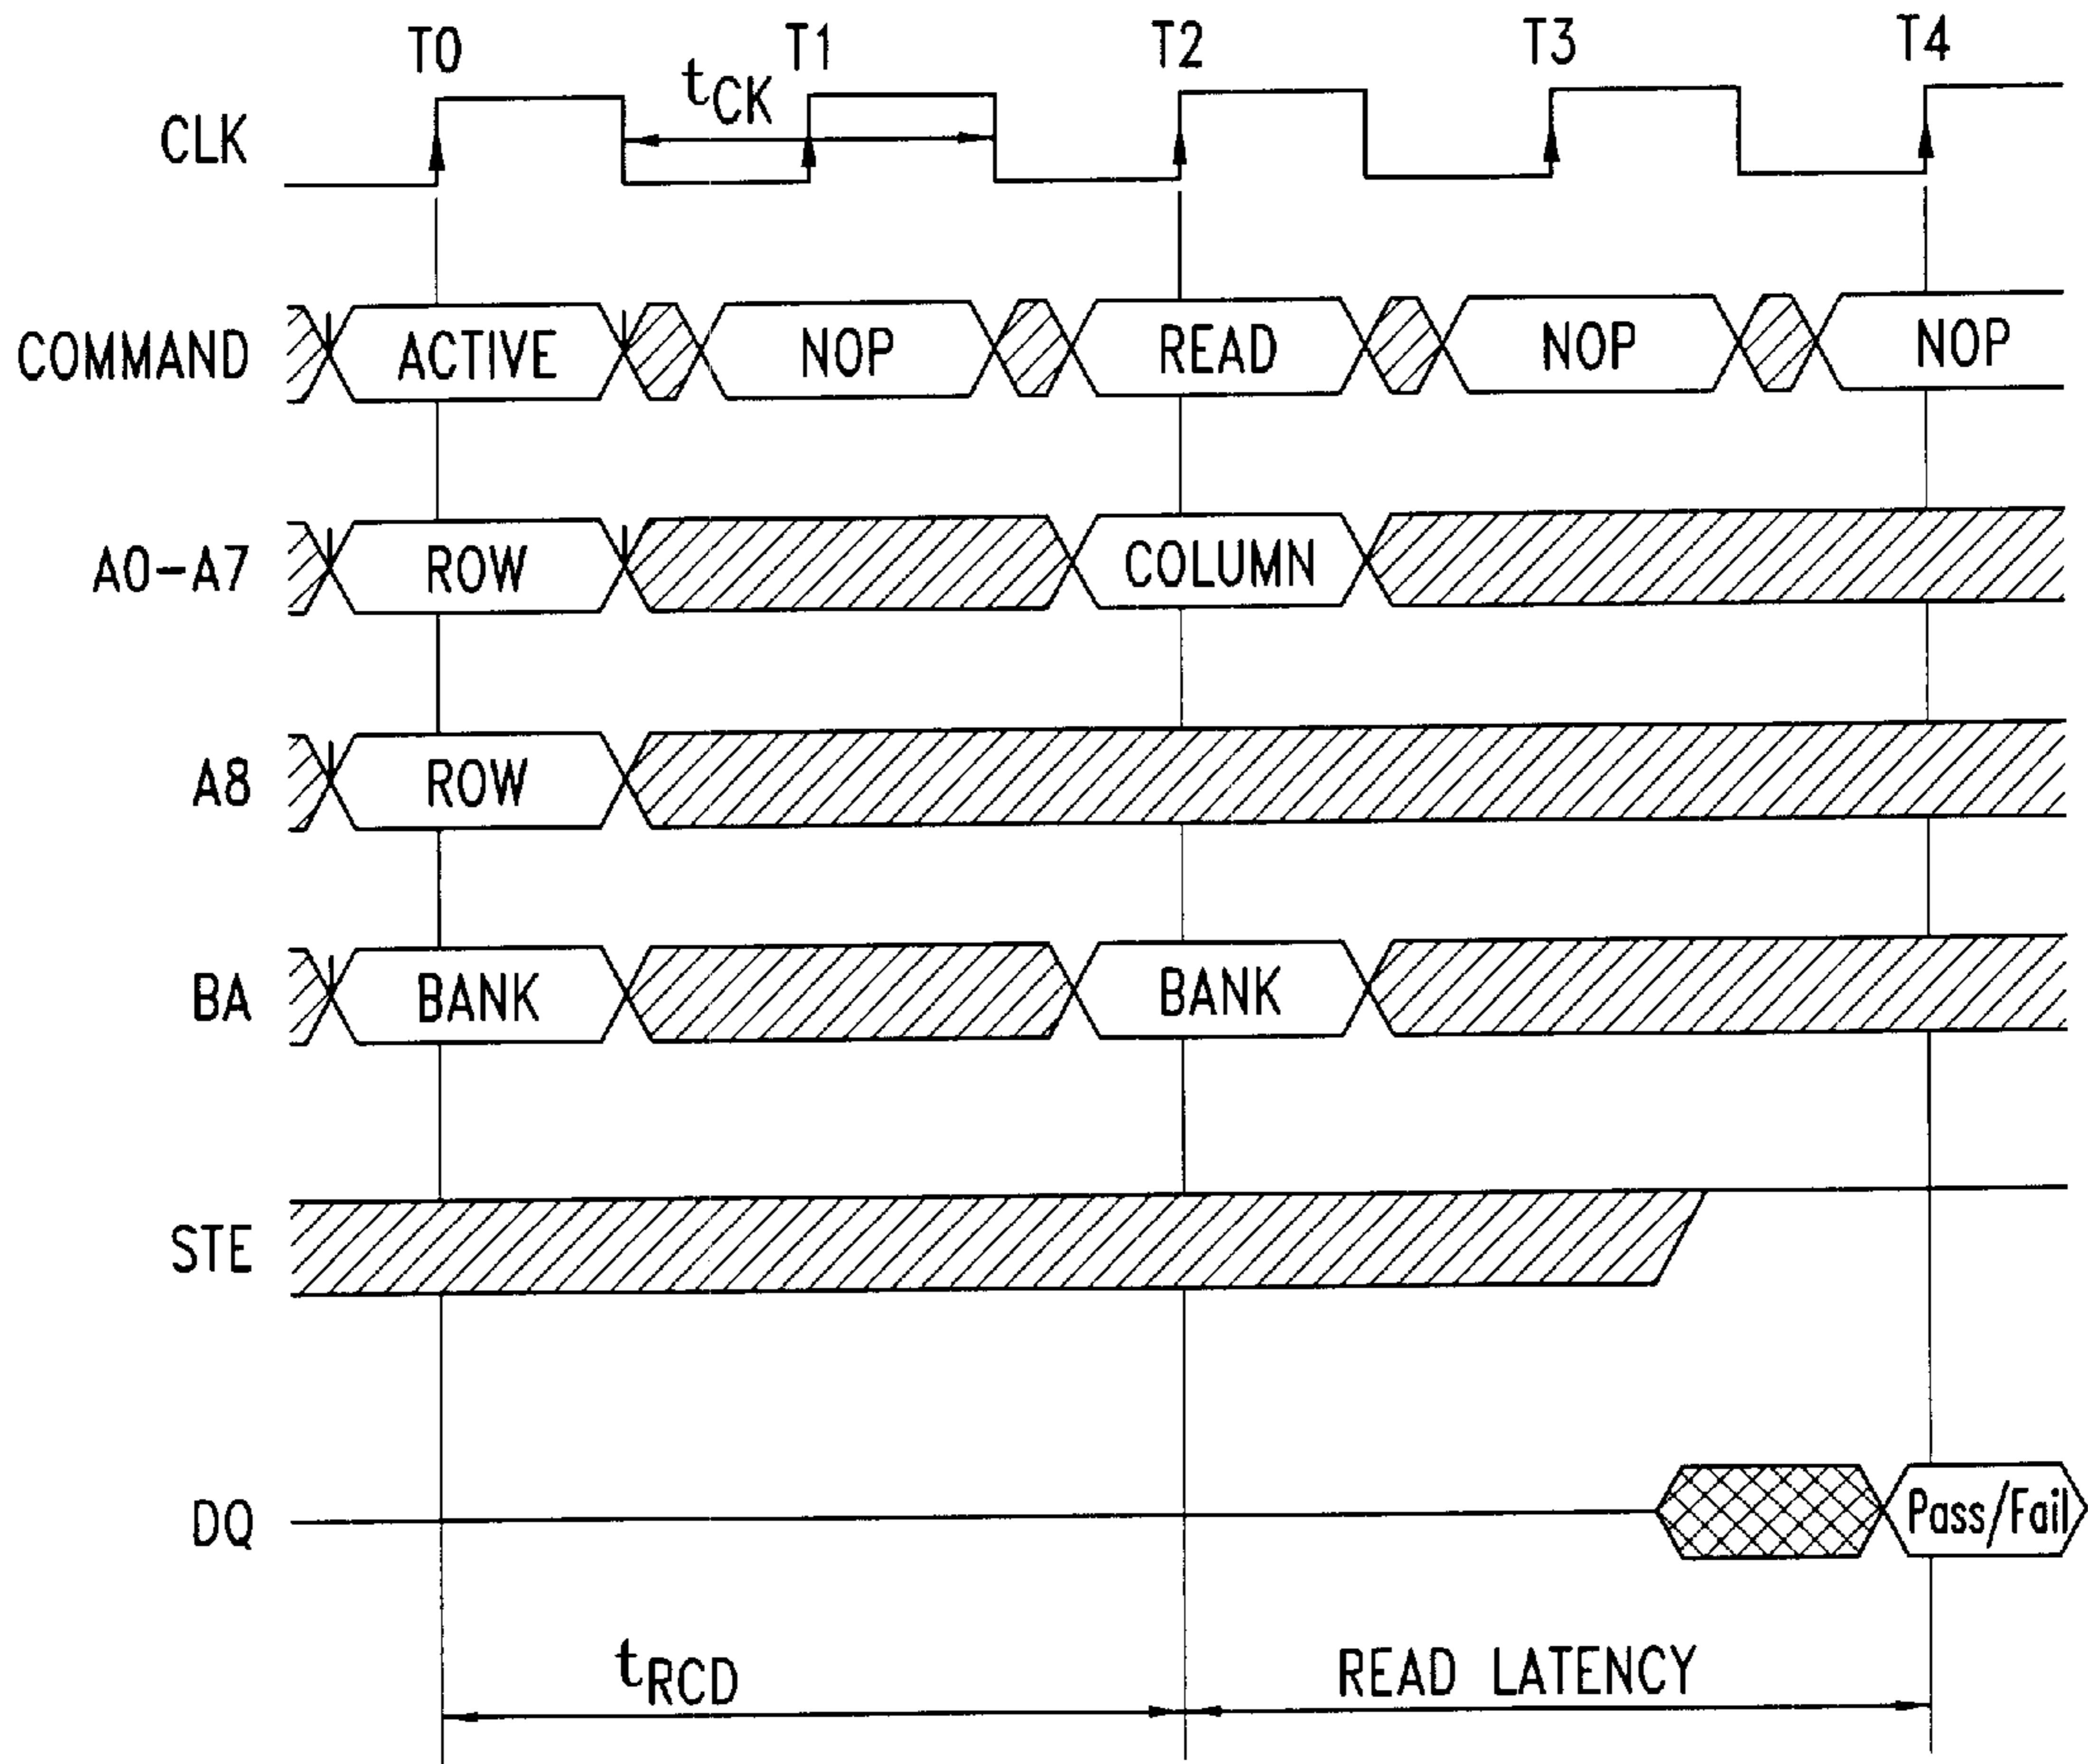 T0 T1 T2 T3 T4
CLK tCK
COMMAND ACTIVE NOP READ NOP NOP
A0-A7 ROW COLUMN
A8 ROW
BA BANK BANK
STE
DQ Pass/Fail
tRCD READ LATENCY